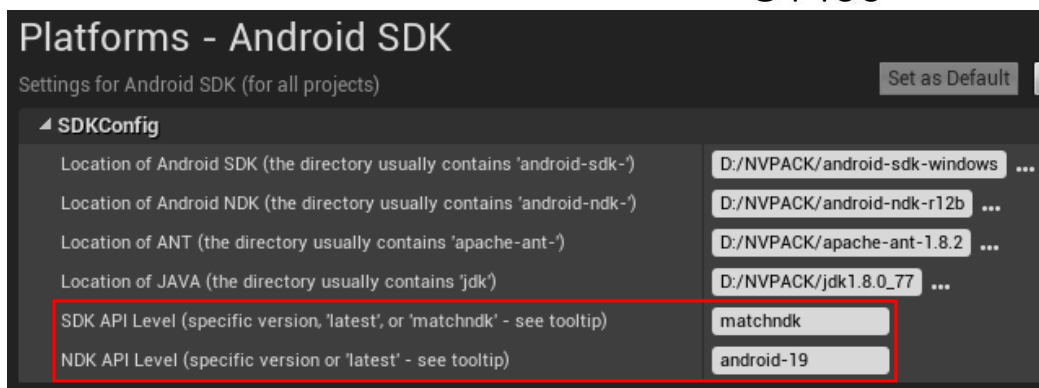 Platforms - Android SDK
Settings for Android SDK (for all projects)
Set as Default
SDKConfig
Location of Android SDK (the directory usually contains 'android-sdk-') D:/NVPACK/android-sdk-windows ...
Location of Android NDK (the directory usually contains 'android-ndk-') D:/NVPACK/android-ndk-r12b ...
Location of ANT (the directory usually contains 'apache-ant-') D:/NVPACK/apache-ant-1.8.2 ...
Location of JAVA (the directory usually contains 'jdk') D:/NVPACK/jdk1.8.0_77 ...
SDK API Level (specific version, 'latest', or 'matchndk' - see tooltip) matchndk
NDK API Level (specific version or 'latest' - see tooltip) android-19